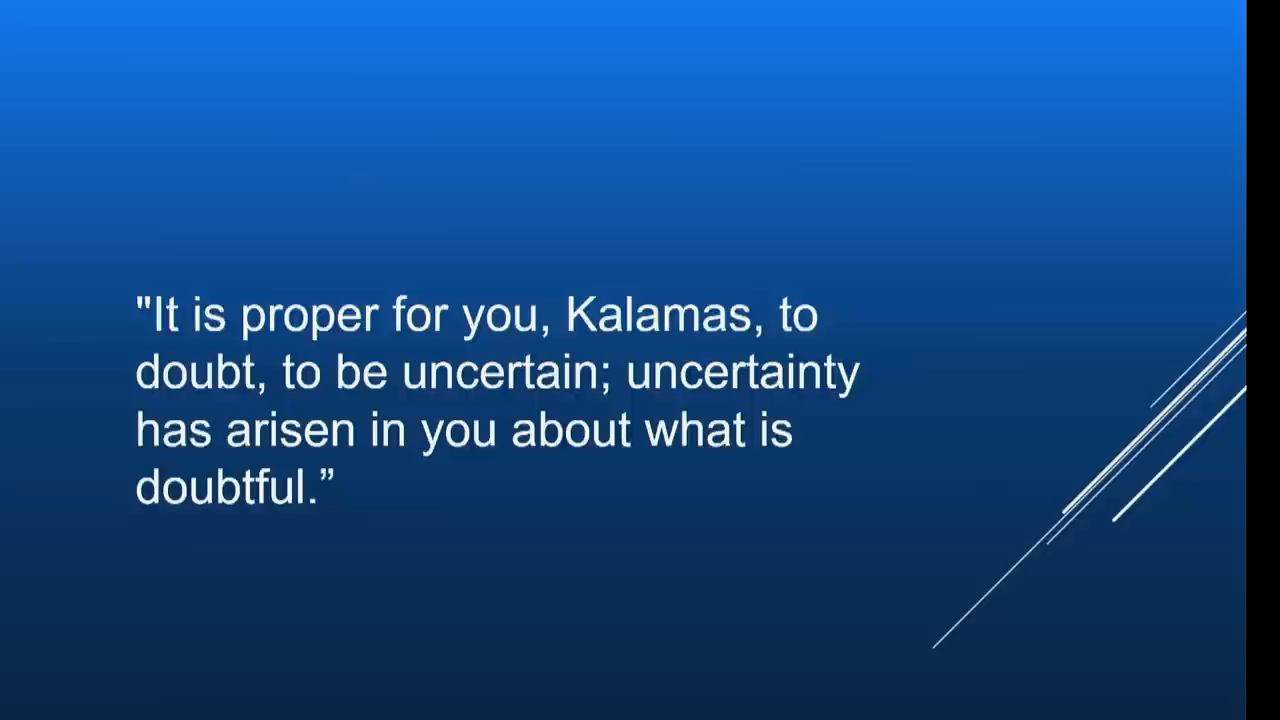 "It is proper for you, Kalamas, to
doubt, to be uncertain; uncertainty
has arisen in you about what is
doubtful.”